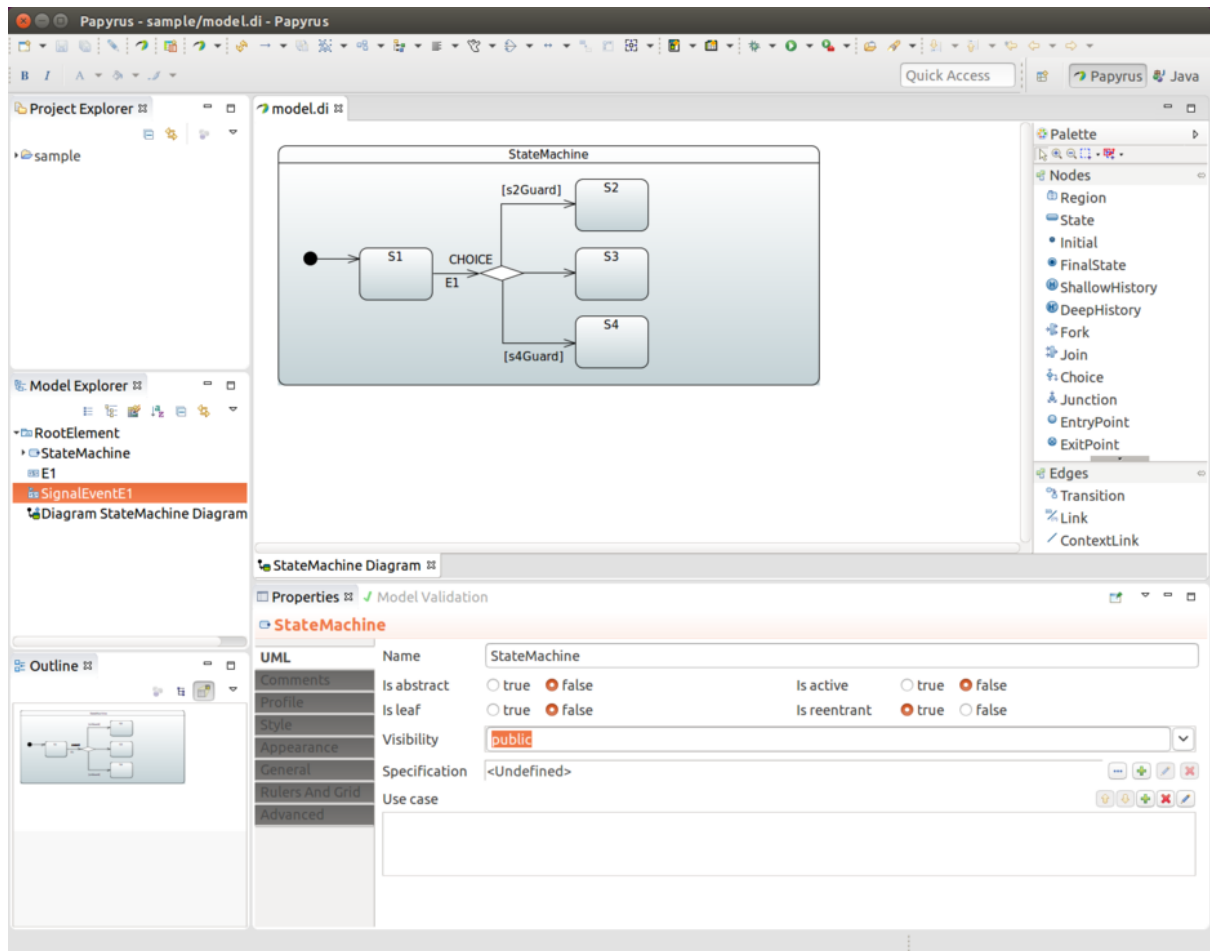 Papyrus - sample/model.di - Papyrus
B I A
Quick Access
Papyrus
Java
Project Explorer
sample
model.di
StateMachine
[s2Guard]
S2
S1
CHOICE
E1
S3
S4
[s4Guard]
Palette
Nodes
Region
State
Initial
FinalState
ShallowHistory
DeepHistory
Fork
Join
Choice
Junction
EntryPoint
ExitPoint
Edges
Transition
Link
ContextLink
Model Explorer
RootElement
StateMachine
E1
SignalEventE1
Diagram StateMachine Diagram
StateMachine Diagram
Properties
Model Validation
StateMachine
UML
Comments
Profile
Style
Appearance
General
Rulers And Grid
Advanced
Name StateMachine
Is abstract true false Is active true false
Is leaf true false Is reentrant true false
Visibility public
Specification <Undefined>
Use case
Outline